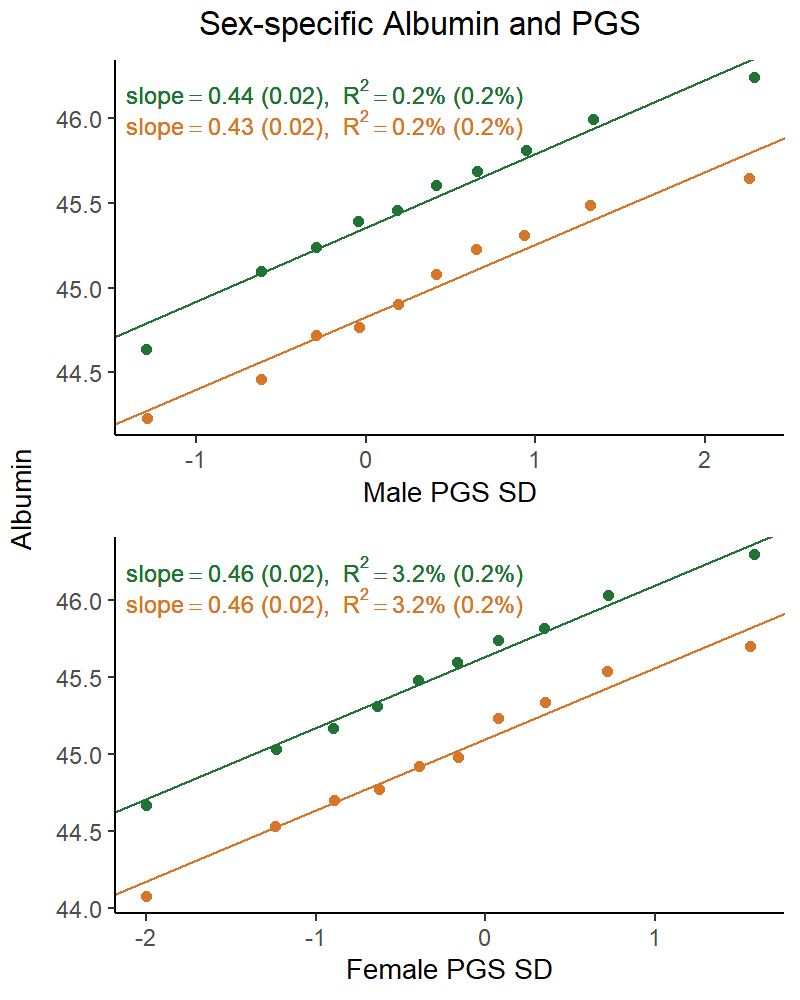 Sex-specific Albumin and PGS
slope = 0.44 (0.02), R² = 0.2% (0.2%)
slope = 0.43 (0.02), R² = 0.2% (0.2%)
46.0
45.5
45.0
44.5
-1 0 1 2
Male PGS SD
Albumin
slope = 0.46 (0.02), R² = 3.2% (0.2%)
slope = 0.46 (0.02), R² = 3.2% (0.2%)
46.0
45.5
45.0
44.5
44.0
-2 -1 0 1
Female PGS SD